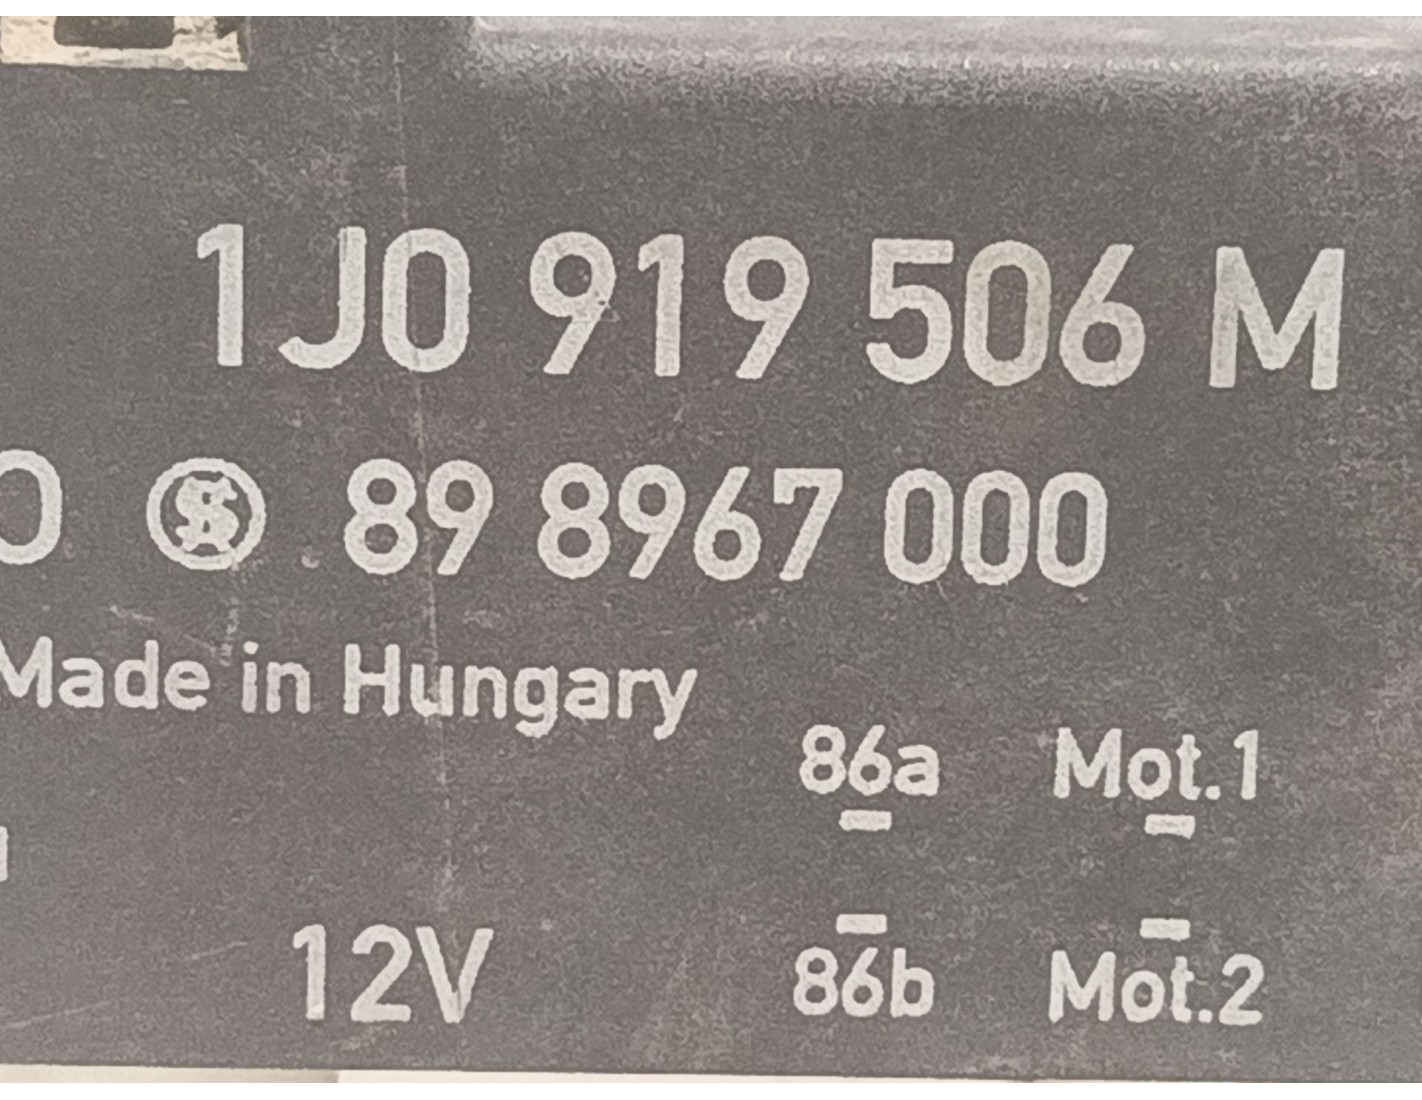 1J0 919 506 M
O 89 8967 000
Made in Hungary
86a Mot.1
12V 86b Mot.2